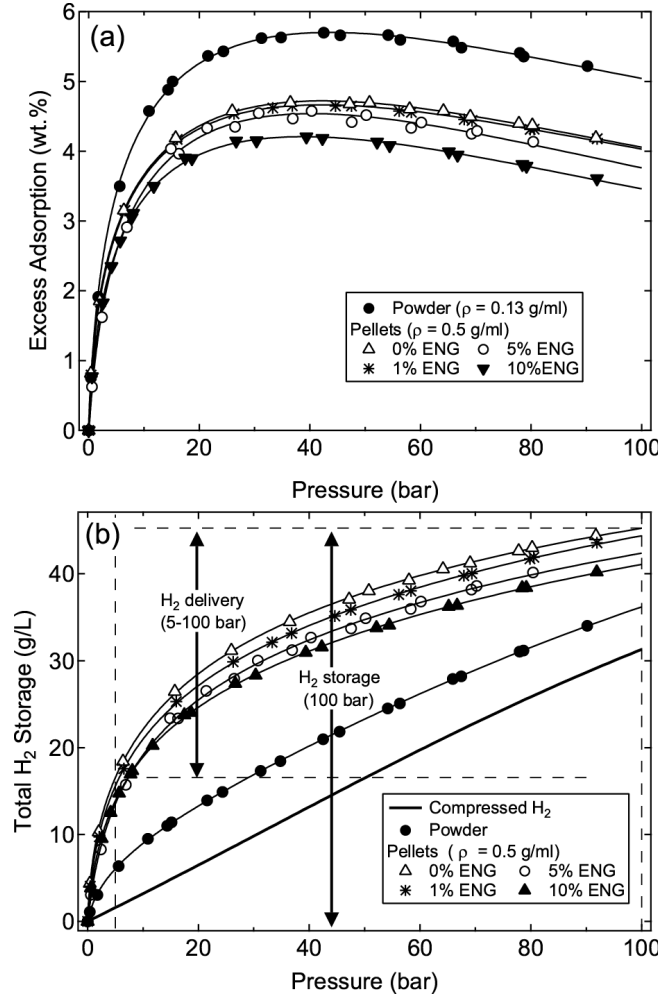 (a)
Excess Adsorption (wt.%)
6
5
4
3
2
1
0
Powder (ρ = 0.13 g/ml)
Pellets (ρ = 0.5 g/ml)
0% ENG 5% ENG
1% ENG 10%ENG
0 20 40 60 80 100
Pressure (bar)
(b)
Total H₂ Storage (g/L)
40
30
20
10
0
H₂ delivery
(5-100 bar)
H₂ storage
(100 bar)
Compressed H₂
Powder
Pellets ( ρ = 0.5 g/ml)
0% ENG 5% ENG
1% ENG 10% ENG
0 20 40 60 80 100
Pressure (bar)